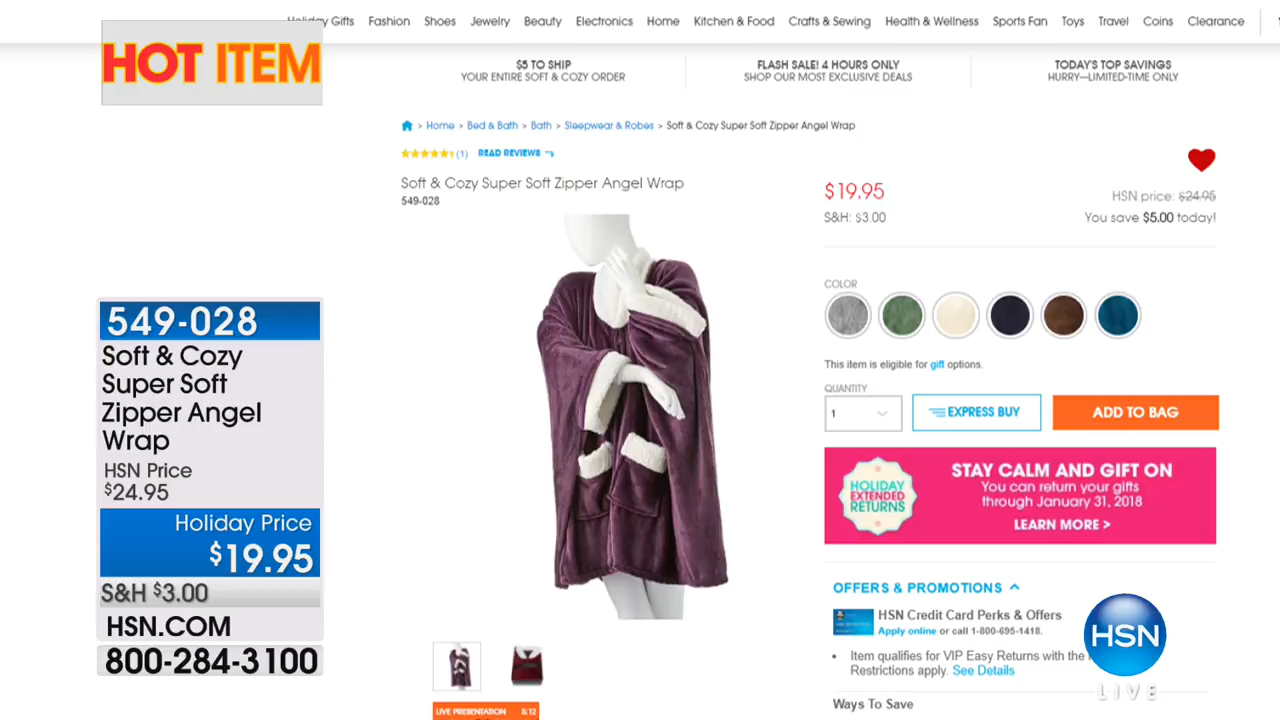 Holiday Gifts Fashion Shoes Jewelry Beauty Electronics Home Kitchen & Food Crafts & Sewing Health & Wellness Sports Fan Toys Travel Coins Clearance
HOT ITEM
$5 TO SHIP
YOUR ENTIRE SOFT & COZY ORDER
FLASH SALE! 4 HOURS ONLY
SHOP OUR MOST EXCLUSIVE DEALS
TODAY'S TOP SAVINGS
HURRY—LIMITED-TIME ONLY
> Home > Bed & Bath > Bath > Sleepwear & Robes > Soft & Cozy Super Soft Zipper Angel Wrap
(1) READ REVIEWS
Soft & Cozy Super Soft Zipper Angel Wrap
549-028
$19.95
HSN price: $24.95
S&H: $3.00
You save $5.00 today!
COLOR
This item is eligible for gift options.
QUANTITY
1
EXPRESS BUY
ADD TO BAG
HOLIDAY
EXTENDED
RETURNS
STAY CALM AND GIFT ON
You can return your gifts
through January 31, 2018
LEARN MORE >
OFFERS & PROMOTIONS
HSN Credit Card Perks & Offers
Apply online or call 1-800-695-1418.
• Item qualifies for VIP Easy Returns with the
Restrictions apply. See Details
Ways To Save
HSN
LIVE
LIVE PRESENTATION 5:12
549-028
Soft & Cozy
Super Soft
Zipper Angel
Wrap
HSN Price
$24.95
Holiday Price
$19.95
S&H $3.00
HSN.COM
800-284-3100